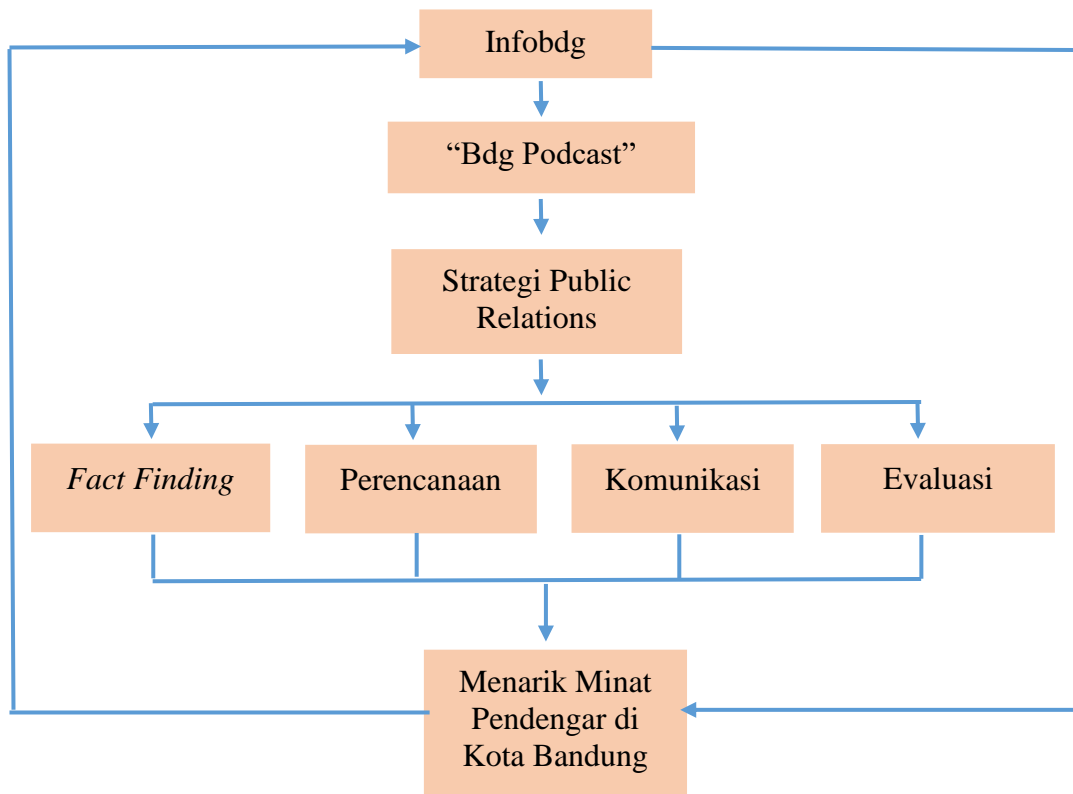 Infobdg
“Bdg Podcast”
Strategi Public
Relations
Fact Finding
Perencanaan
Komunikasi
Evaluasi
Menarik Minat
Pendengar di
Kota Bandung